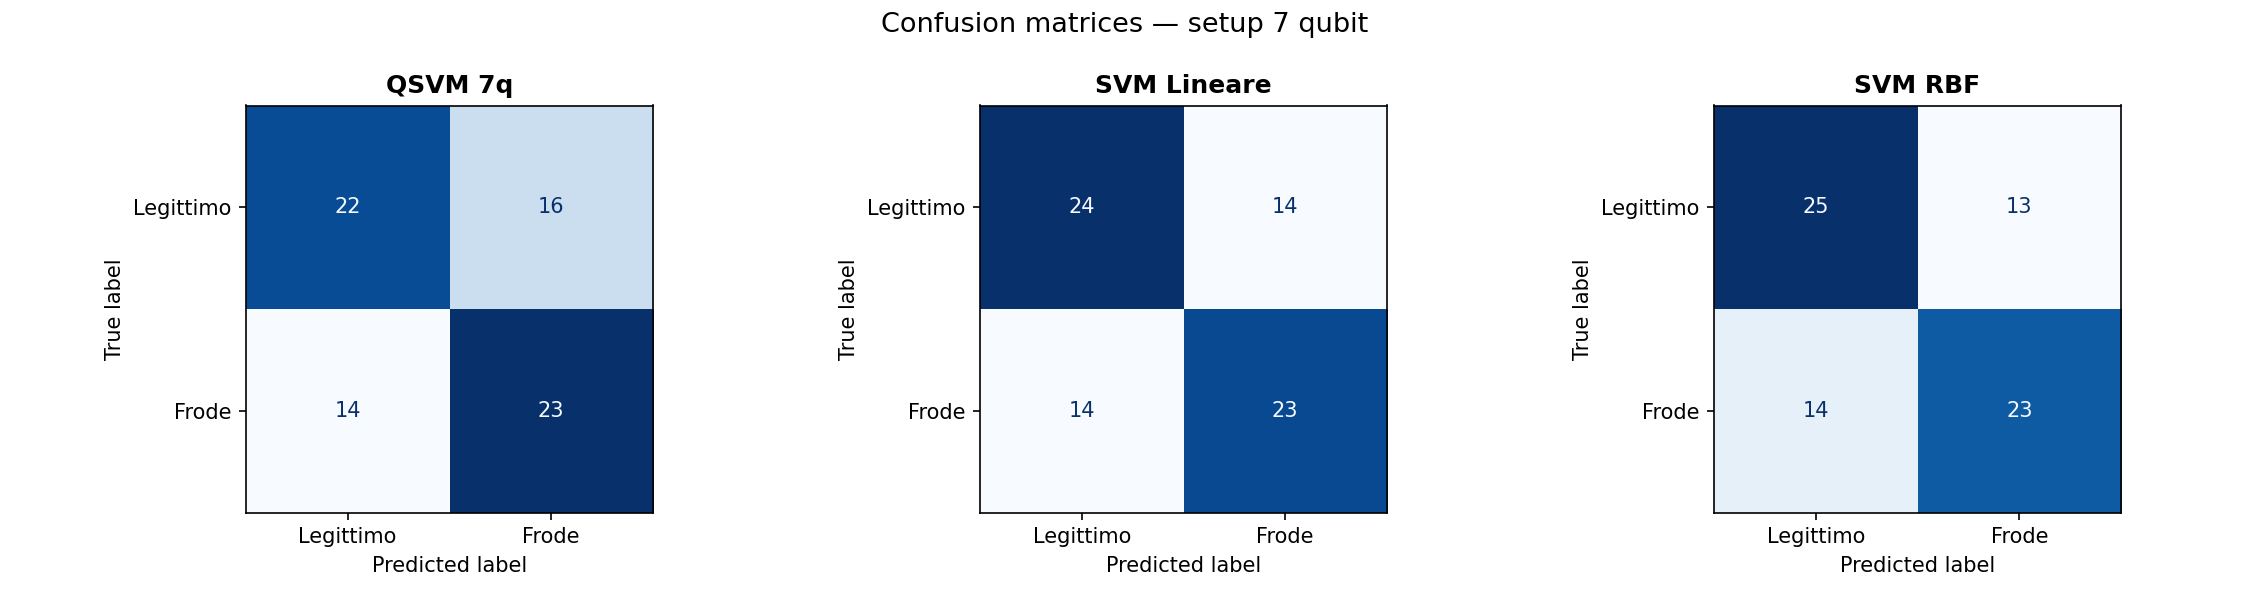 Confusion matrices — setup 7 qubit
QSVM 7q
Legittimo
22
16
Frode
14
23
True label
Legittimo
Frode
Predicted label
SVM Lineare
Legittimo
24
14
Frode
14
23
True label
Legittimo
Frode
Predicted label
SVM RBF
Legittimo
25
13
Frode
14
23
True label
Legittimo
Frode
Predicted label